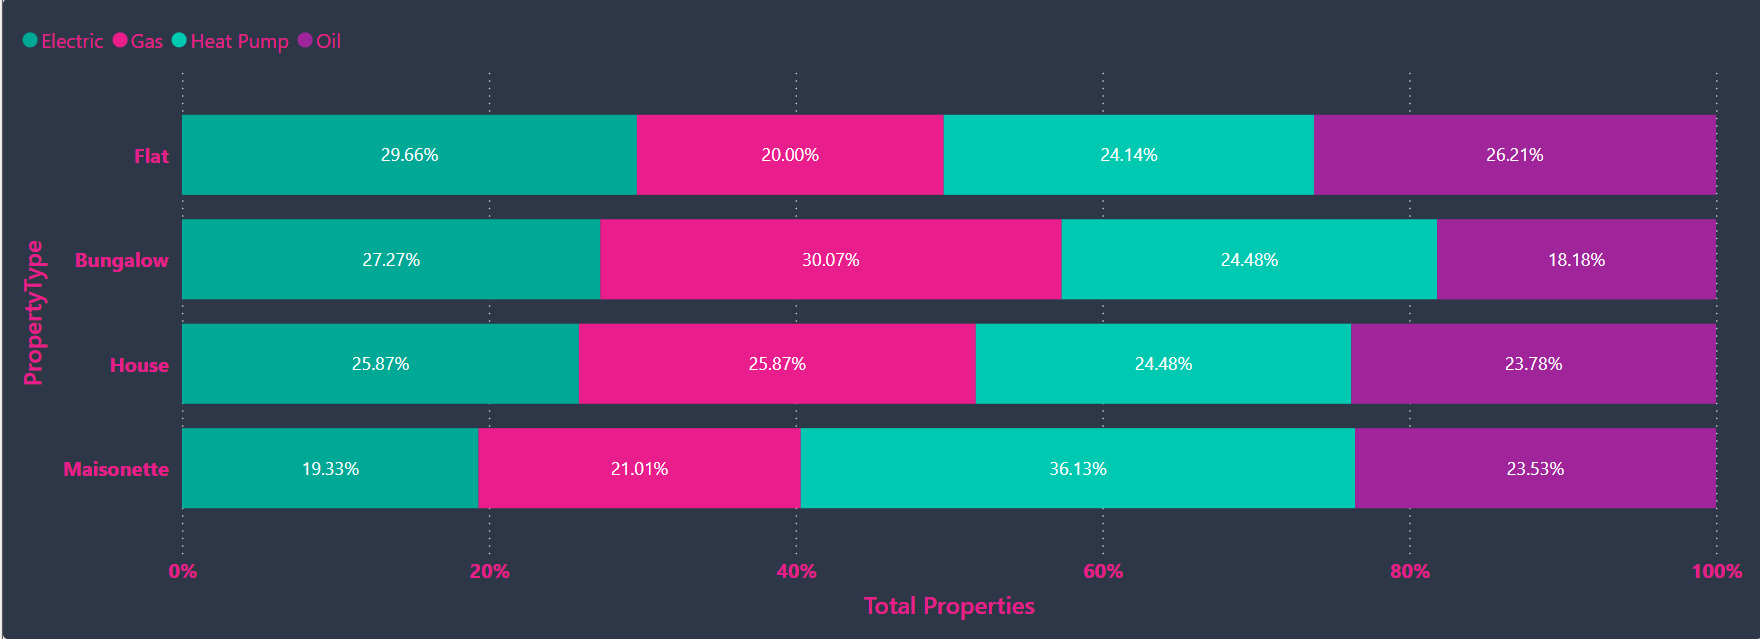 Electric Gas Heat Pump Oil
PropertyType
Flat 29.66% 20.00% 24.14% 26.21%
Bungalow 27.27% 30.07% 24.48% 18.18%
House 25.87% 25.87% 24.48% 23.78%
Maisonette 19.33% 21.01% 36.13% 23.53%
0% 20% 40% 60% 80% 100%
Total Properties